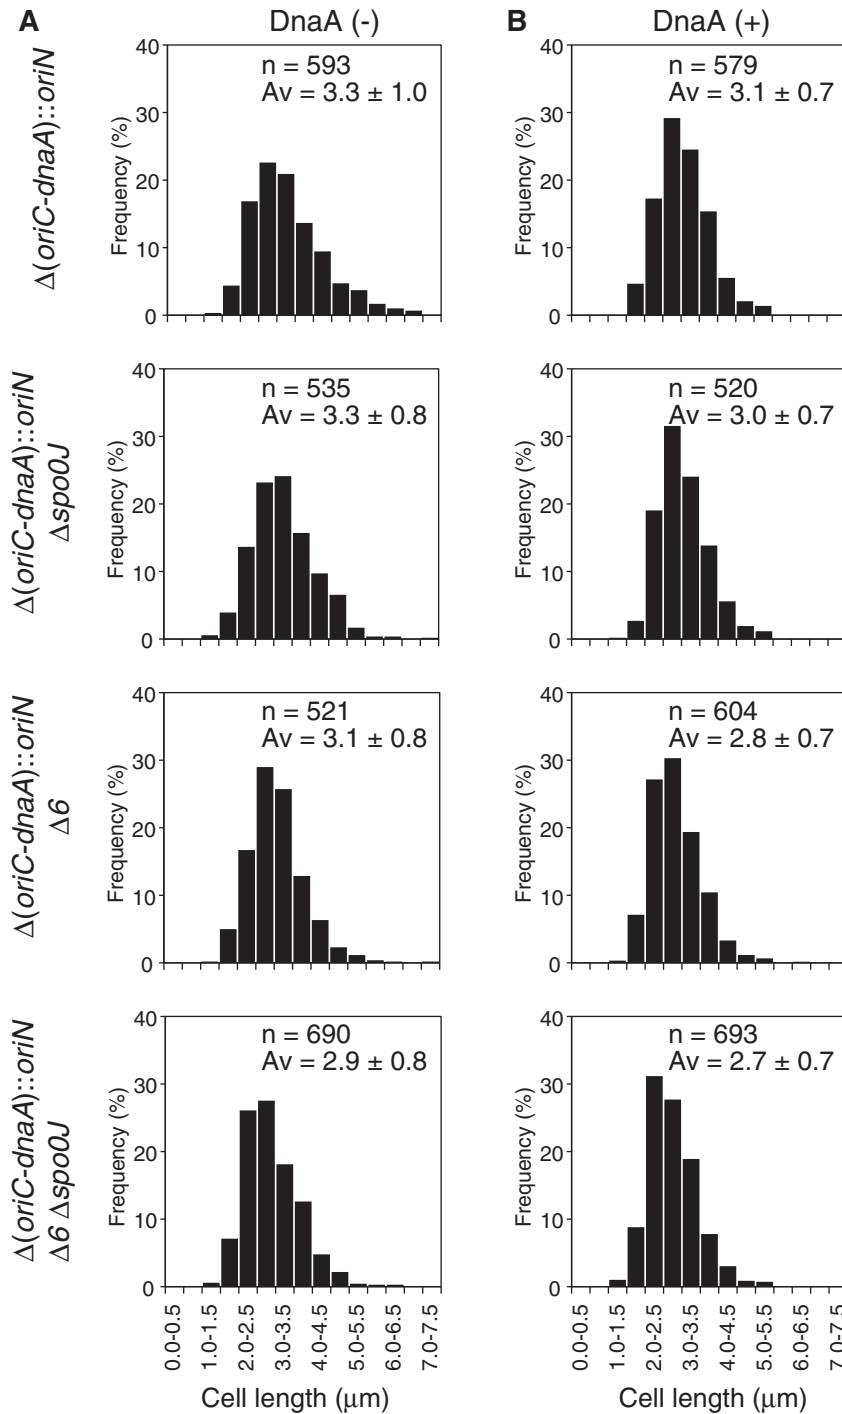 A
DnaA (-)
B
DnaA (+)
Δ(oriC-dnaA)::oriN
Frequency (%)
40
30
20
10
0
n = 593
Av = 3.3 ± 1.0
Frequency (%)
40
30
20
10
0
n = 579
Av = 3.1 ± 0.7
Δ(oriC-dnaA)::oriN
Δspo0J
Frequency (%)
40
30
20
10
0
n = 535
Av = 3.3 ± 0.8
Frequency (%)
40
30
20
10
0
n = 520
Av = 3.0 ± 0.7
Δ(oriC-dnaA)::oriN
Δ6
Frequency (%)
40
30
20
10
0
n = 521
Av = 3.1 ± 0.8
Frequency (%)
40
30
20
10
0
n = 604
Av = 2.8 ± 0.7
Δ(oriC-dnaA)::oriN
Δ6 Δspo0J
Frequency (%)
40
30
20
10
0
n = 690
Av = 2.9 ± 0.8
Frequency (%)
40
30
20
10
0
n = 693
Av = 2.7 ± 0.7
0.0-0.5
1.0-1.5
2.0-2.5
3.0-3.5
4.0-4.5
5.0-5.5
6.0-6.5
7.0-7.5
Cell length (μm)
0.0-0.5
1.0-1.5
2.0-2.5
3.0-3.5
4.0-4.5
5.0-5.5
6.0-6.5
7.0-7.5
Cell length (μm)